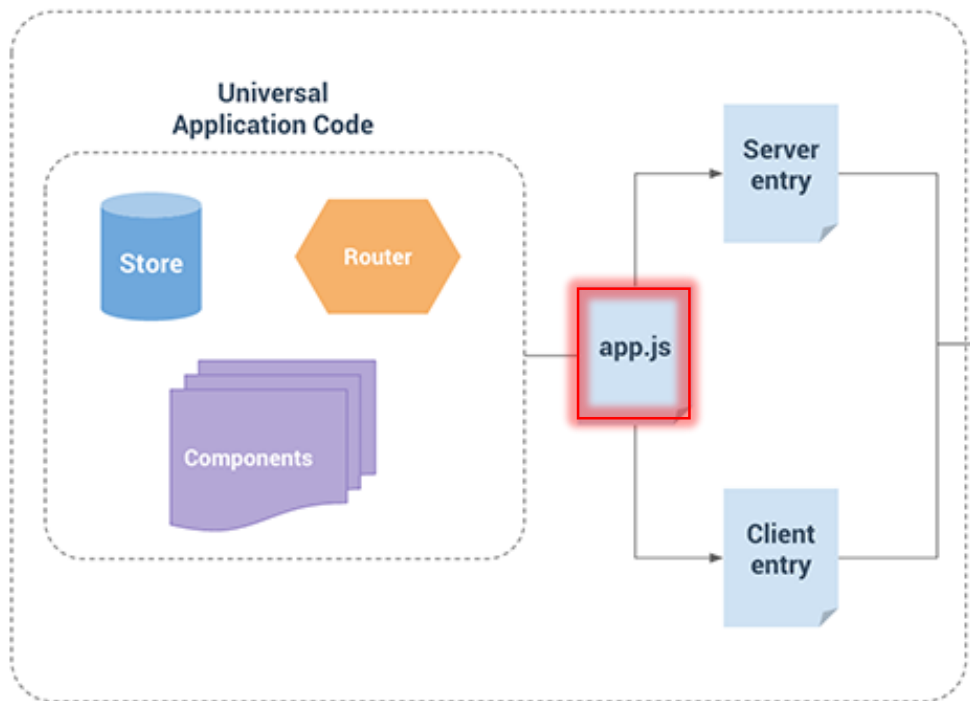 Universal
Application Code
Store
Router
Components
app.js
Server
entry
Client
entry